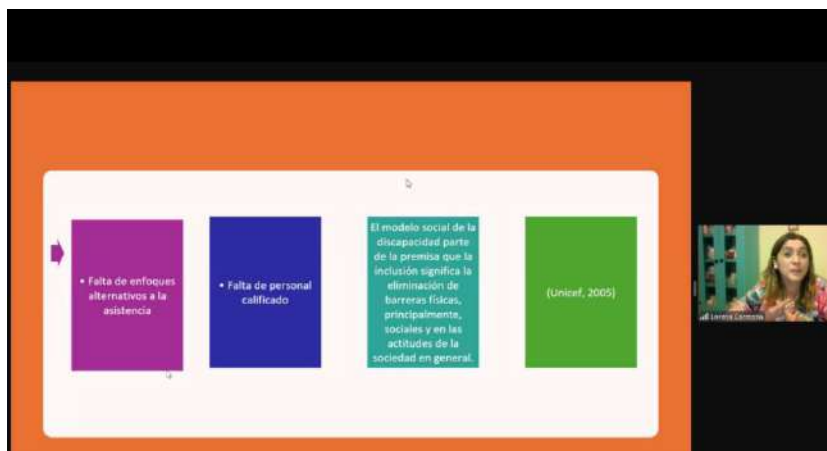 • Falta de enfoques
alternativos a la
asistencia
• Falta de personal
calificado
El modelo social de la
discapacidad parte
de la premisa que la
inclusión significa la
eliminación de
barreras físicas,
principalmente,
sociales y en las
actitudes de la
sociedad en general.
(Unicef, 2005)